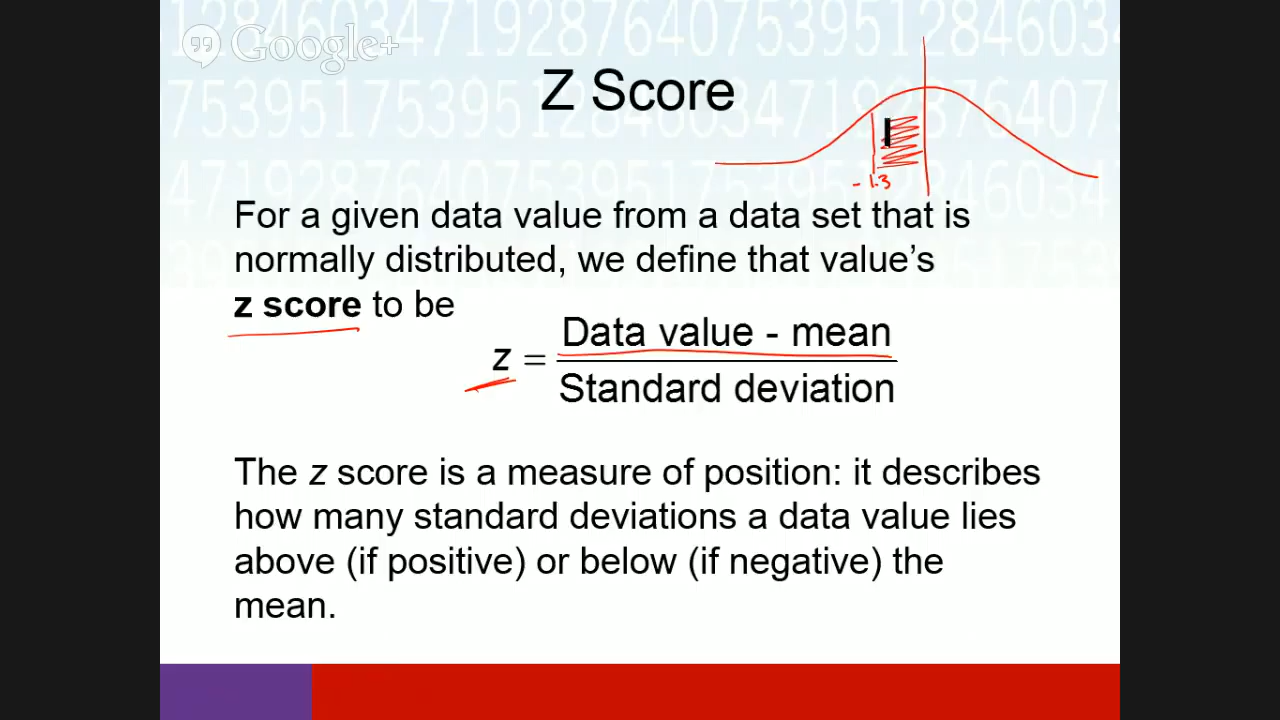 Google+
Z Score
- 1.3
For a given data value from a data set that is
normally distributed, we define that value’s
z score to be
z = Data value - mean
Standard deviation
The z score is a measure of position: it describes
how many standard deviations a data value lies
above (if positive) or below (if negative) the
mean.